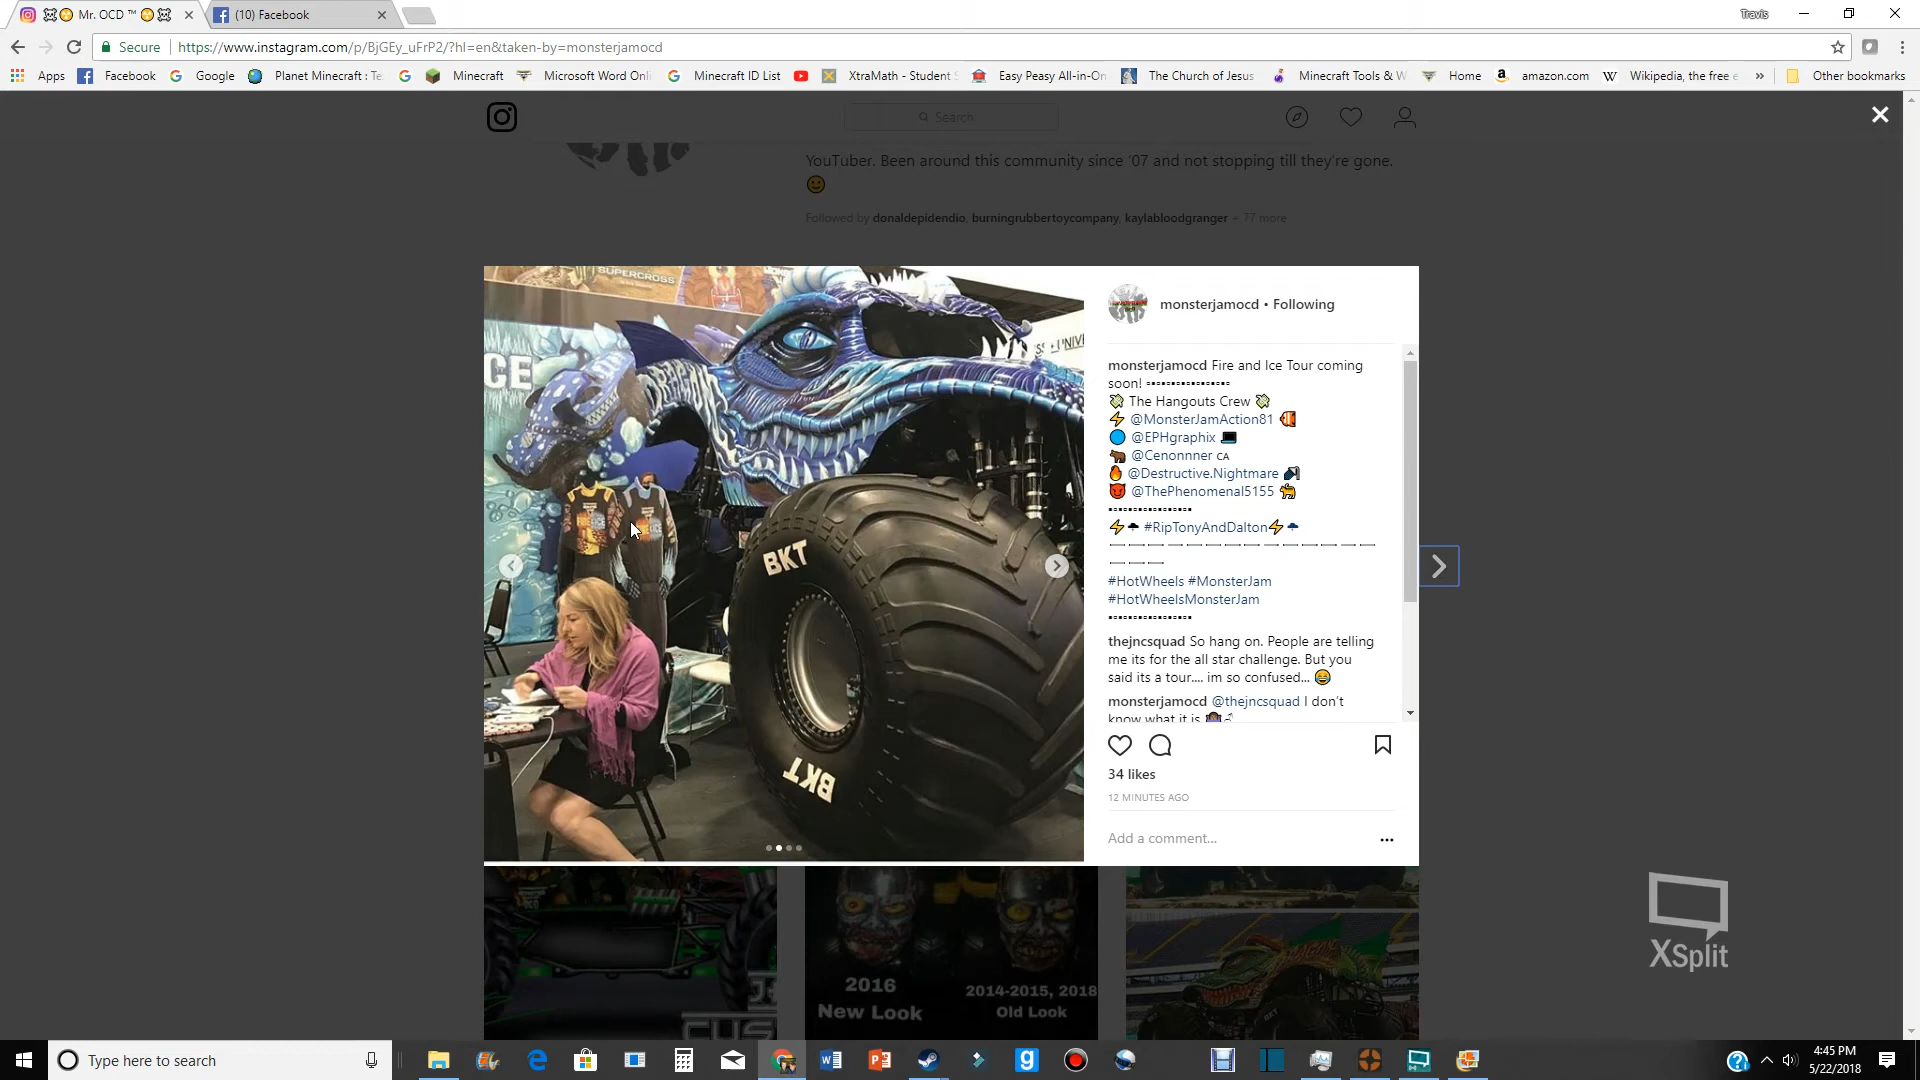 Mr. OCD ™
(10) Facebook
Travis
Secure
https://www.instagram.com/p/BjGEy_uFrP2/?hl=en&taken-by=monsterjamocd
Apps
Facebook
Google
Planet Minecraft : Te
Minecraft
Microsoft Word Onli
Minecraft ID List
XtraMath - Student S
Easy Peasy All-in-On
The Church of Jesus
Minecraft Tools & W
Home
amazon.com
Wikipedia, the free e
Other bookmarks
Search
YouTuber. Been around this community since ‘07 and not stopping till they’re gone.
Followed by donaldepidendio, burningrubbertoycompany, kaylabloodgranger + 77 more
SUPERCROSS
CE
DRAGON
BKT
BKT
monsterjamocd • Following
monsterjamocd Fire and Ice Tour coming
soon!
The Hangouts Crew
@MonsterJamAction81
@EPHgraphix
@Cenonnner CA
@Destructive.Nightmare
@ThePhenomenal5155
#RipTonyAndDalton
#HotWheels #MonsterJam
#HotWheelsMonsterJam
thejncsquad So hang on. People are telling
me its for the all star challenge. But you
said its a tour.... im so confused...
monsterjamocd @thejncsquad I don’t
know what it is
34 likes
12 MINUTES AGO
Add a comment...
2016
New Look
2014-2015, 2018
Old Look
BKT
XSplit
Type here to search
4:45 PM
5/22/2018